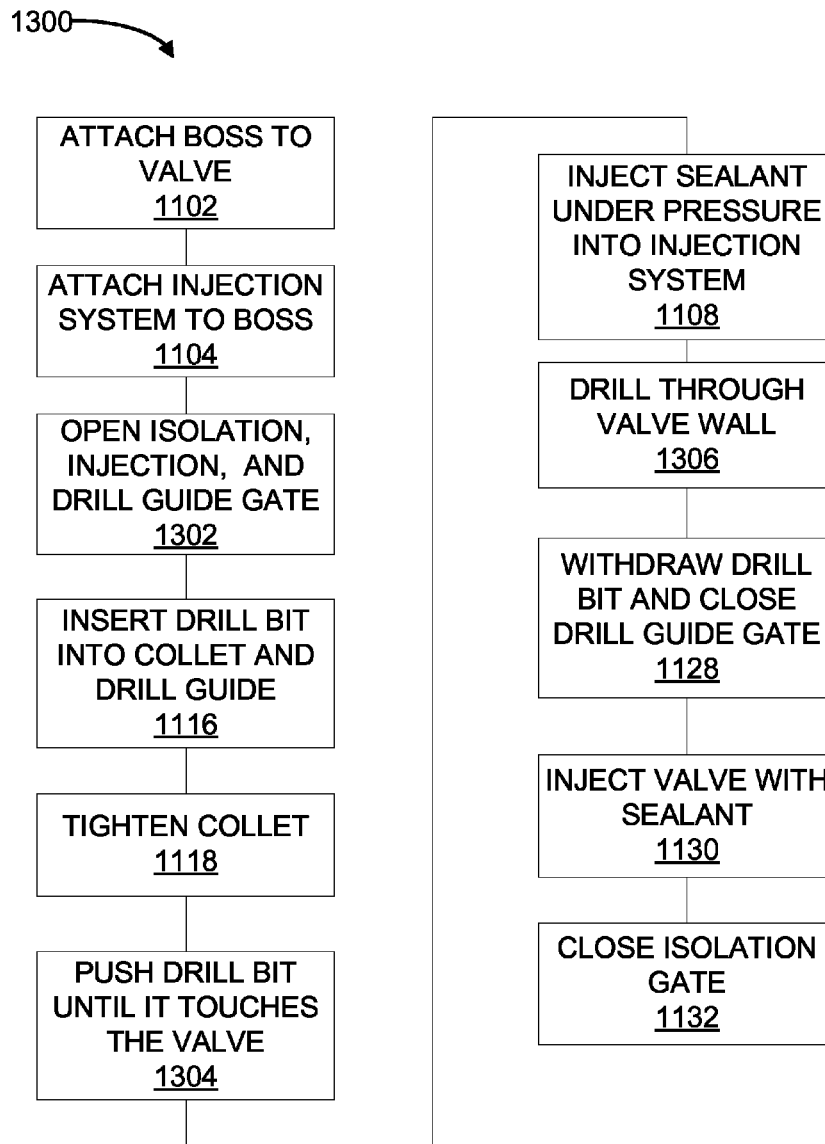 1300
ATTACH BOSS TO
VALVE
1102
ATTACH INJECTION
SYSTEM TO BOSS
1104
OPEN ISOLATION,
INJECTION, AND
DRILL GUIDE GATE
1302
INSERT DRILL BIT
INTO COLLET AND
DRILL GUIDE
1116
TIGHTEN COLLET
1118
PUSH DRILL BIT
UNTIL IT TOUCHES
THE VALVE
1304
INJECT SEALANT
UNDER PRESSURE
INTO INJECTION
SYSTEM
1108
DRILL THROUGH
VALVE WALL
1306
WITHDRAW DRILL
BIT AND CLOSE
DRILL GUIDE GATE
1128
INJECT VALVE WITH
SEALANT
1130
CLOSE ISOLATION
GATE
1132